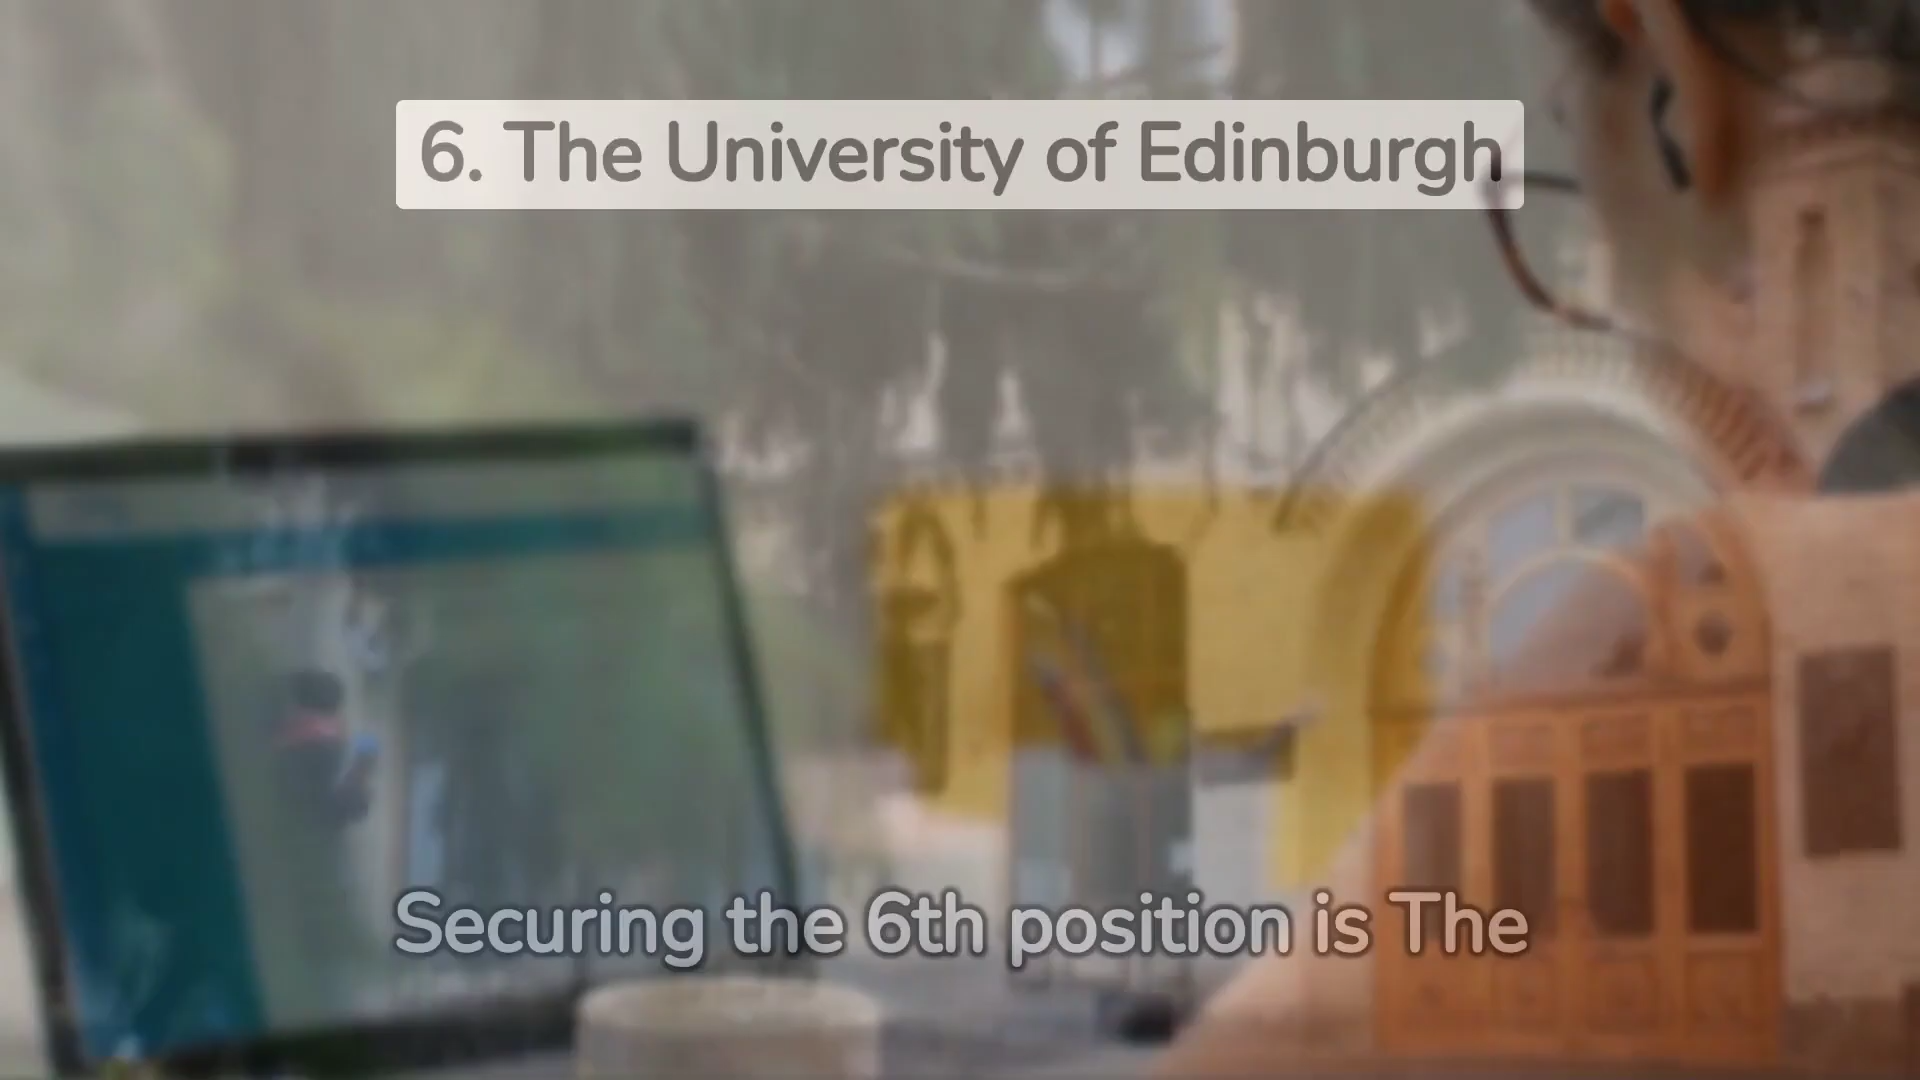 6. The University of Edinburgh
Securing the 6th position is The